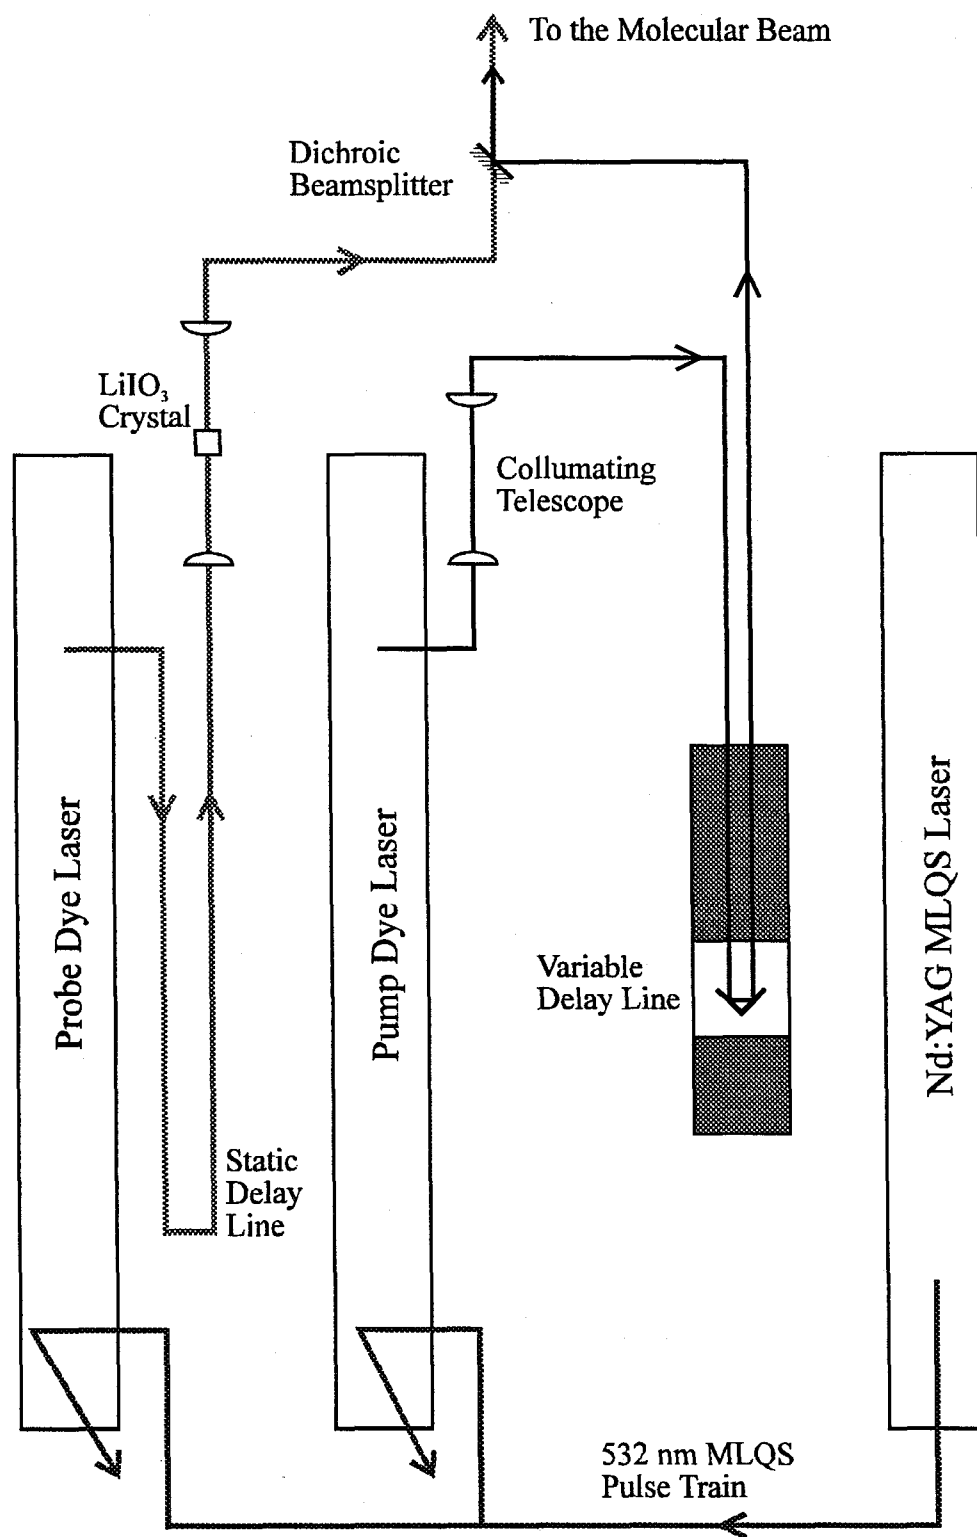 To the Molecular Beam
Dichroic
Beamsplitter
LiIO₃
Crystal
Collumating
Telescope
Probe Dye Laser
Pump Dye Laser
Variable
Delay Line
Nd:YAG MLQS Laser
Static
Delay
Line
532 nm MLQS
Pulse Train